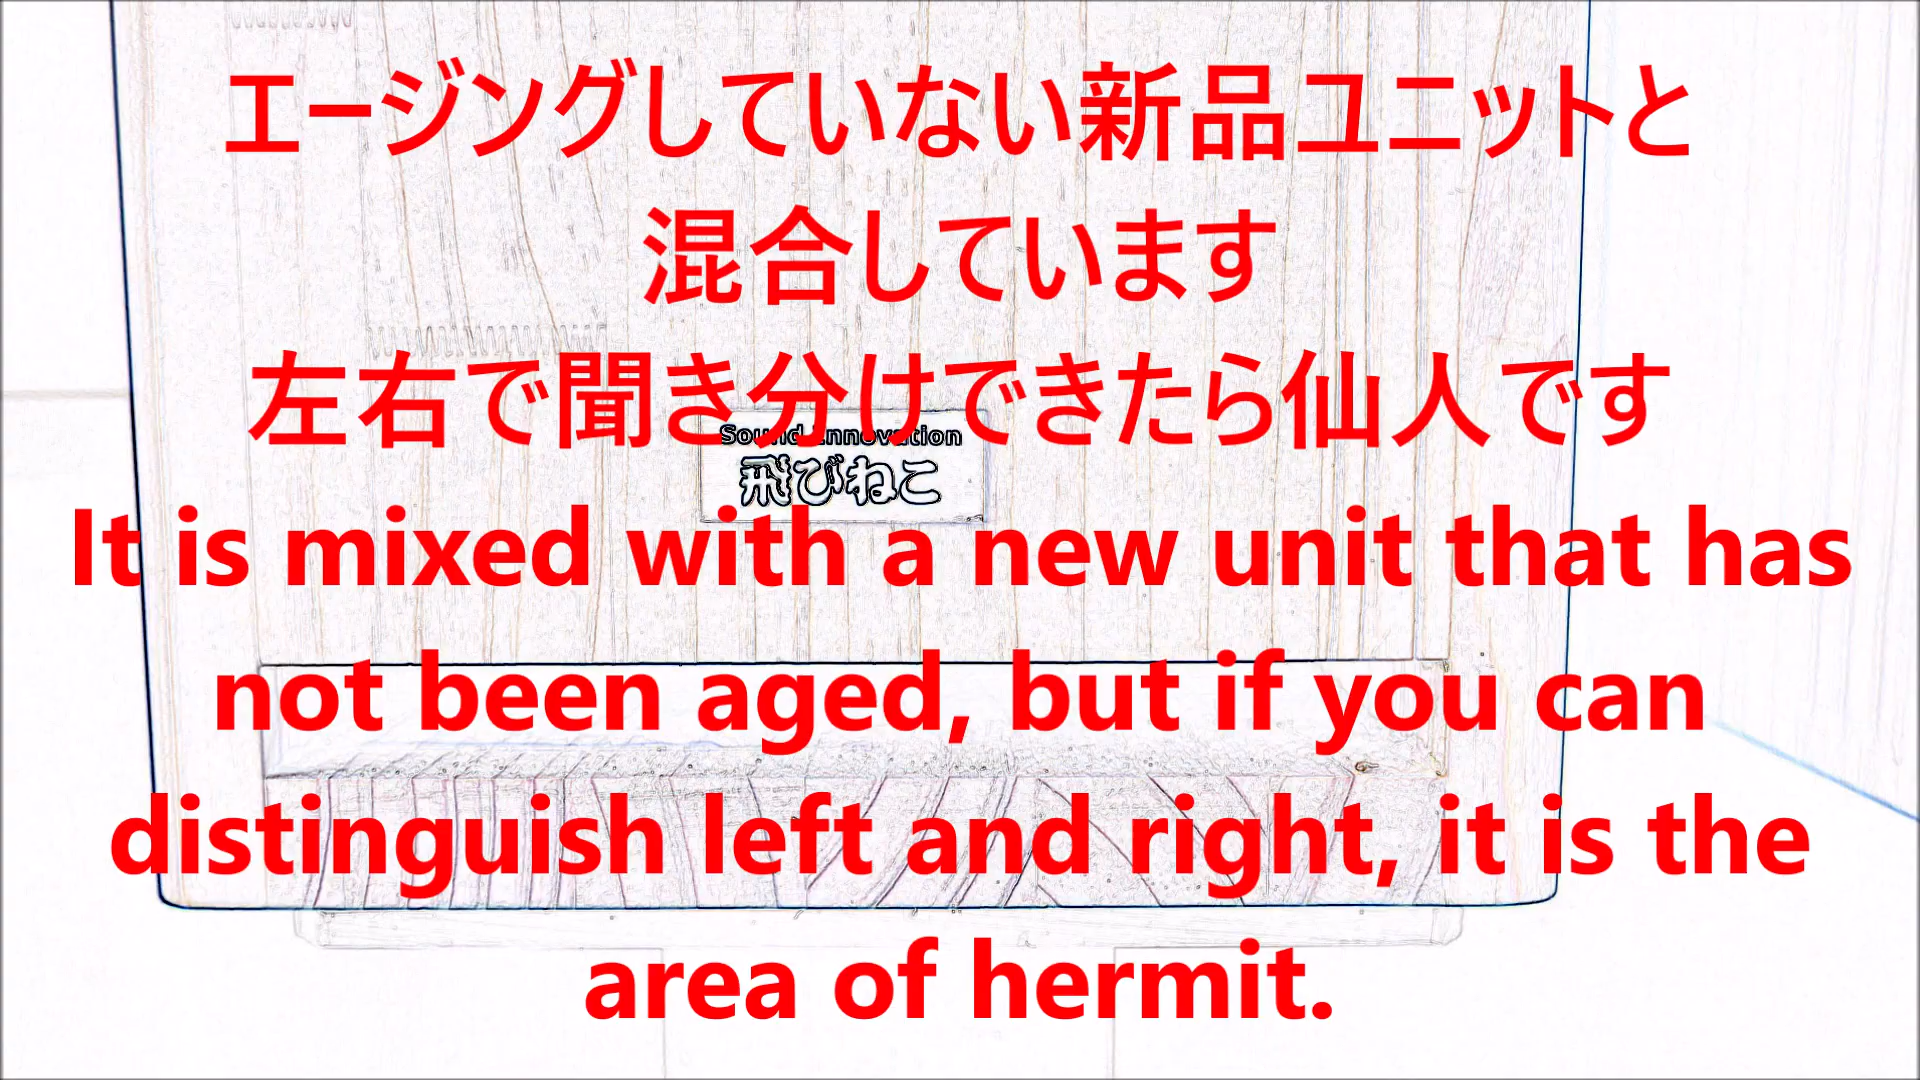 エージングしていない新品ユニットと
混合しています
左右で聞き分けできたら仙人です
Sound Innovation
飛びねこ
It is mixed with a new unit that has
not been aged, but if you can
distinguish left and right, it is the
area of hermit.